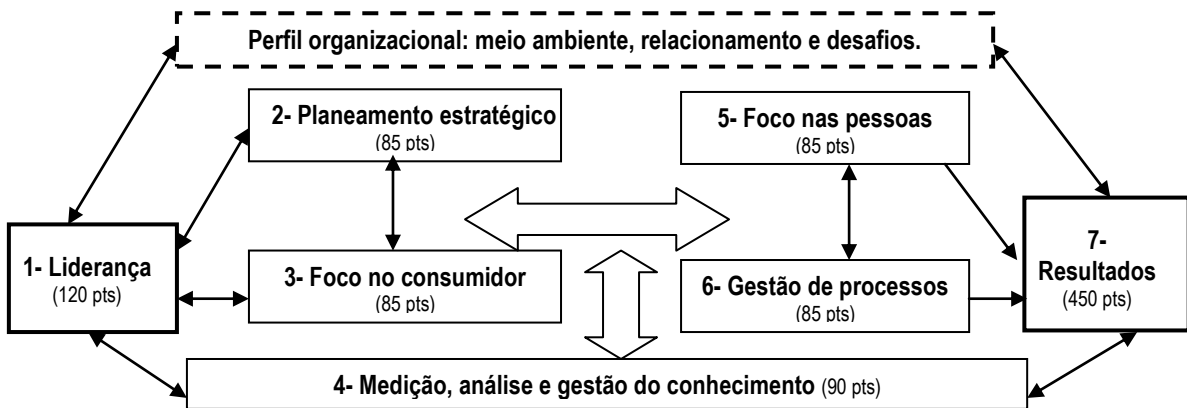 Perfil organizacional: meio ambiente, relacionamento e desafios.
2- Planeamento estratégico
(85 pts)
5- Foco nas pessoas
(85 pts)
1- Liderança
(120 pts)
3- Foco no consumidor
(85 pts)
6- Gestão de processos
(85 pts)
7-
Resultados
(450 pts)
4- Medição, análise e gestão do conhecimento (90 pts)